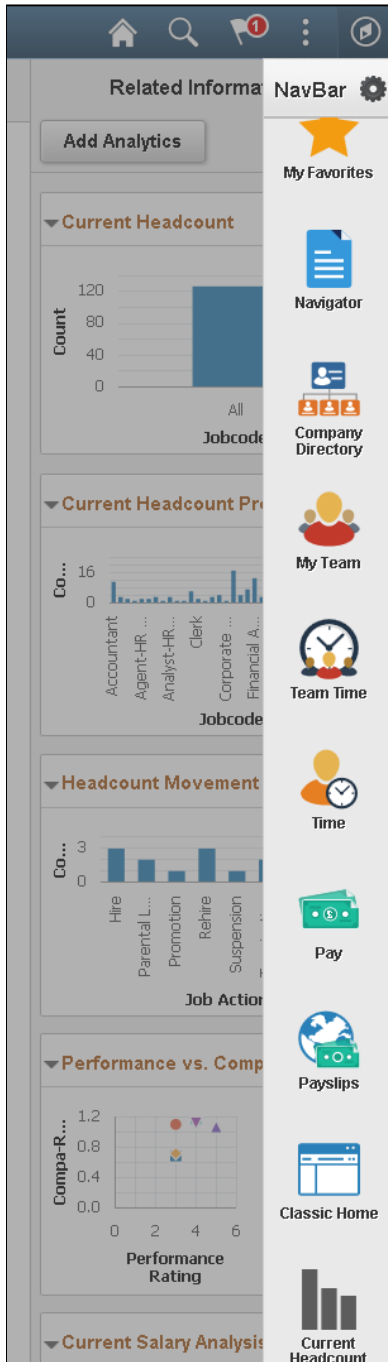 1
Related Informa
NavBar
Add Analytics
My Favorites
Current Headcount
Count
120
80
40
0
All
Jobcode
Navigator
Company
Directory
Current Headcount Pr
Co...
16
0
Accountant
Agent-HR ...
Analyst-HR...
Clerk
Corporate ...
Financial A...
Jobcode
My Team
Team Time
Headcount Movement
Co...
3
0
Hire
Parental L...
Promotion
Rehire
Suspension
Job Action
Time
Pay
Performance vs. Comp
Compa-R...
1.2
0.8
0.4
0.0
0
2
4
6
Performance
Rating
Payslips
Classic Home
Current Salary Analysis
Current
Headcount